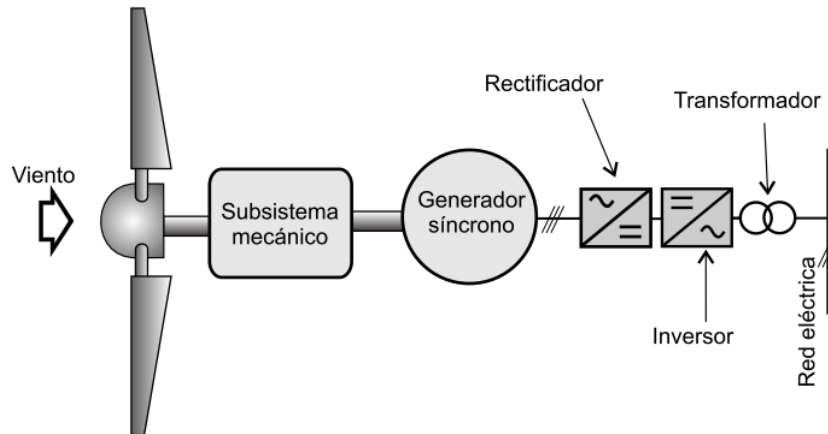 Rectificador
Transformador
Viento
Subsistema
mecánico
Generador
síncrono
Inversor
Red eléctrica